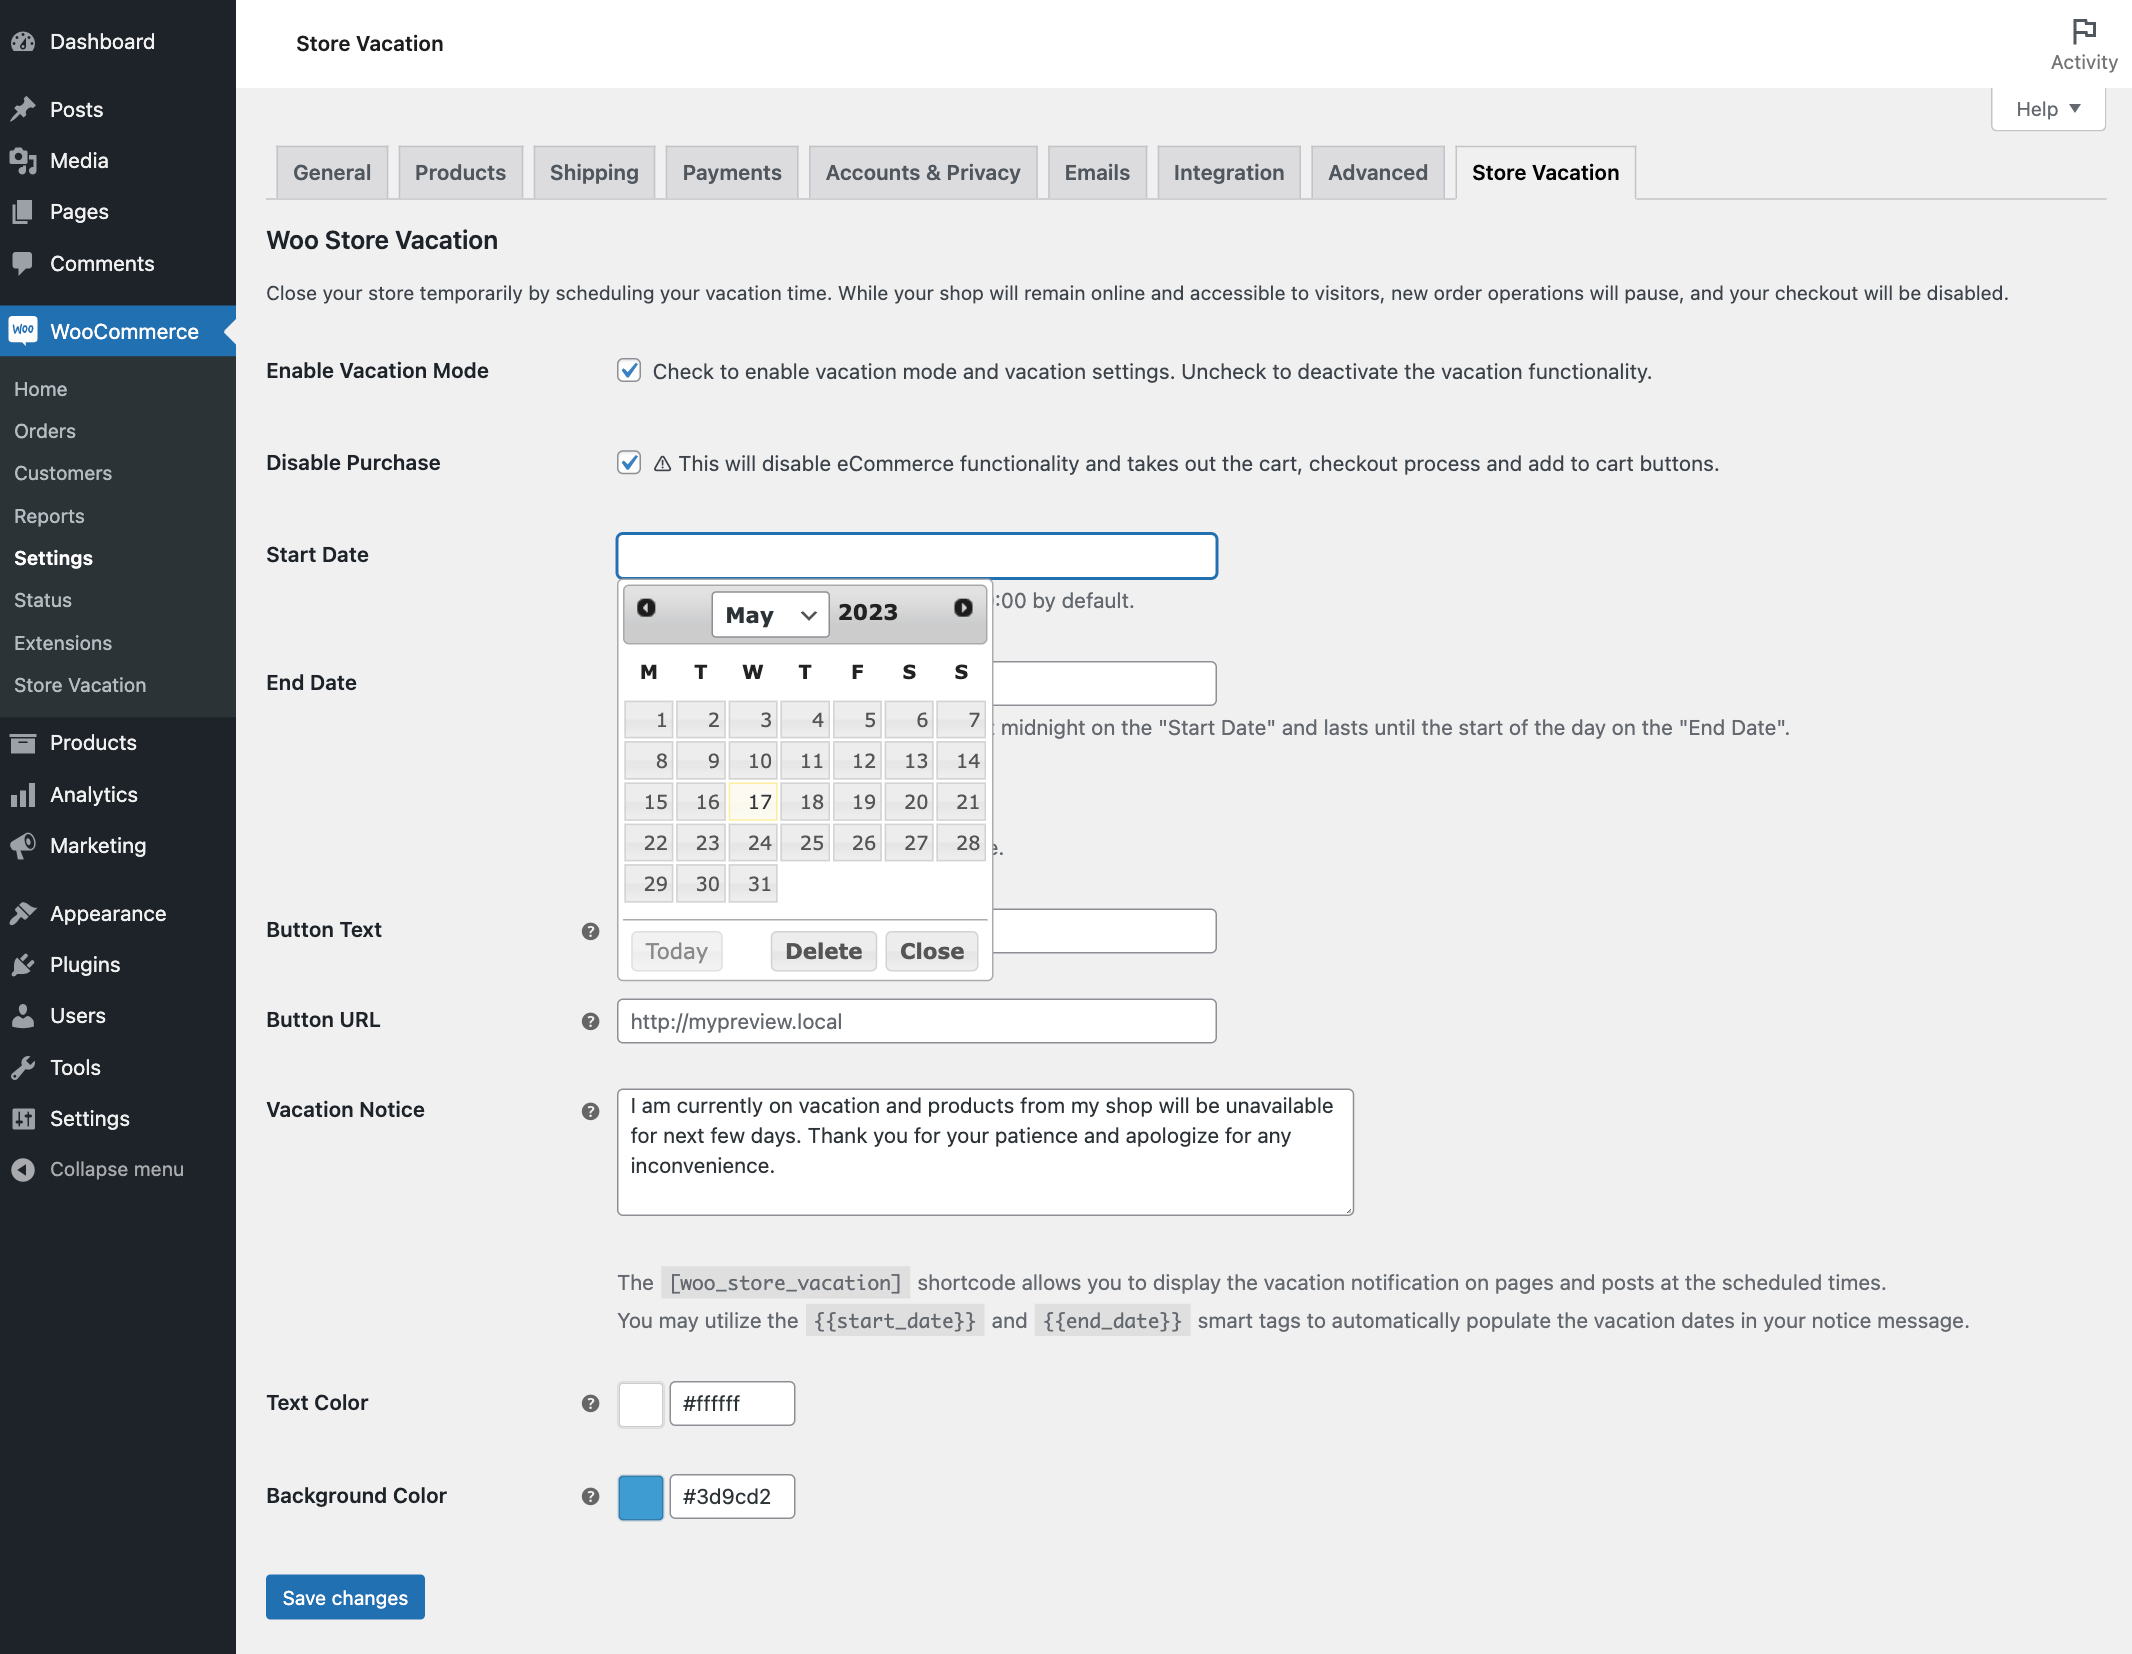 Dashboard
Posts
Media
Pages
Comments
Woo WooCommerce
Home
Orders
Customers
Reports
Settings
Status
Extensions
Store Vacation
Products
Analytics
Marketing
Appearance
Plugins
Users
Tools
Settings
Collapse menu
Store Vacation
Activity
Help
General Products Shipping Payments Accounts & Privacy Emails Integration Advanced Store Vacation
Woo Store Vacation
Close your store temporarily by scheduling your vacation time. While your shop will remain online and accessible to visitors, new order operations will pause, and your checkout will be disabled.
Enable Vacation Mode
Check to enable vacation mode and vacation settings. Uncheck to deactivate the vacation functionality.
Disable Purchase
⚠ This will disable eCommerce functionality and takes out the cart, checkout process and add to cart buttons.
Start Date
:00 by default.
May 2023
M T W T F S S
1 2 3 4 5 6 7
8 9 10 11 12 13 14
15 16 17 18 19 20 21
22 23 24 25 26 27 28
29 30 31
Today Delete Close
End Date
midnight on the "Start Date" and lasts until the start of the day on the "End Date".
Button Text ?
Button URL ?
http://mypreview.local
Vacation Notice ?
I am currently on vacation and products from my shop will be unavailable
for next few days. Thank you for your patience and apologize for any
inconvenience.
The [woo_store_vacation] shortcode allows you to display the vacation notification on pages and posts at the scheduled times.
You may utilize the {{start_date}} and {{end_date}} smart tags to automatically populate the vacation dates in your notice message.
Text Color ?
#ffffff
Background Color ?
#3d9cd2
Save changes